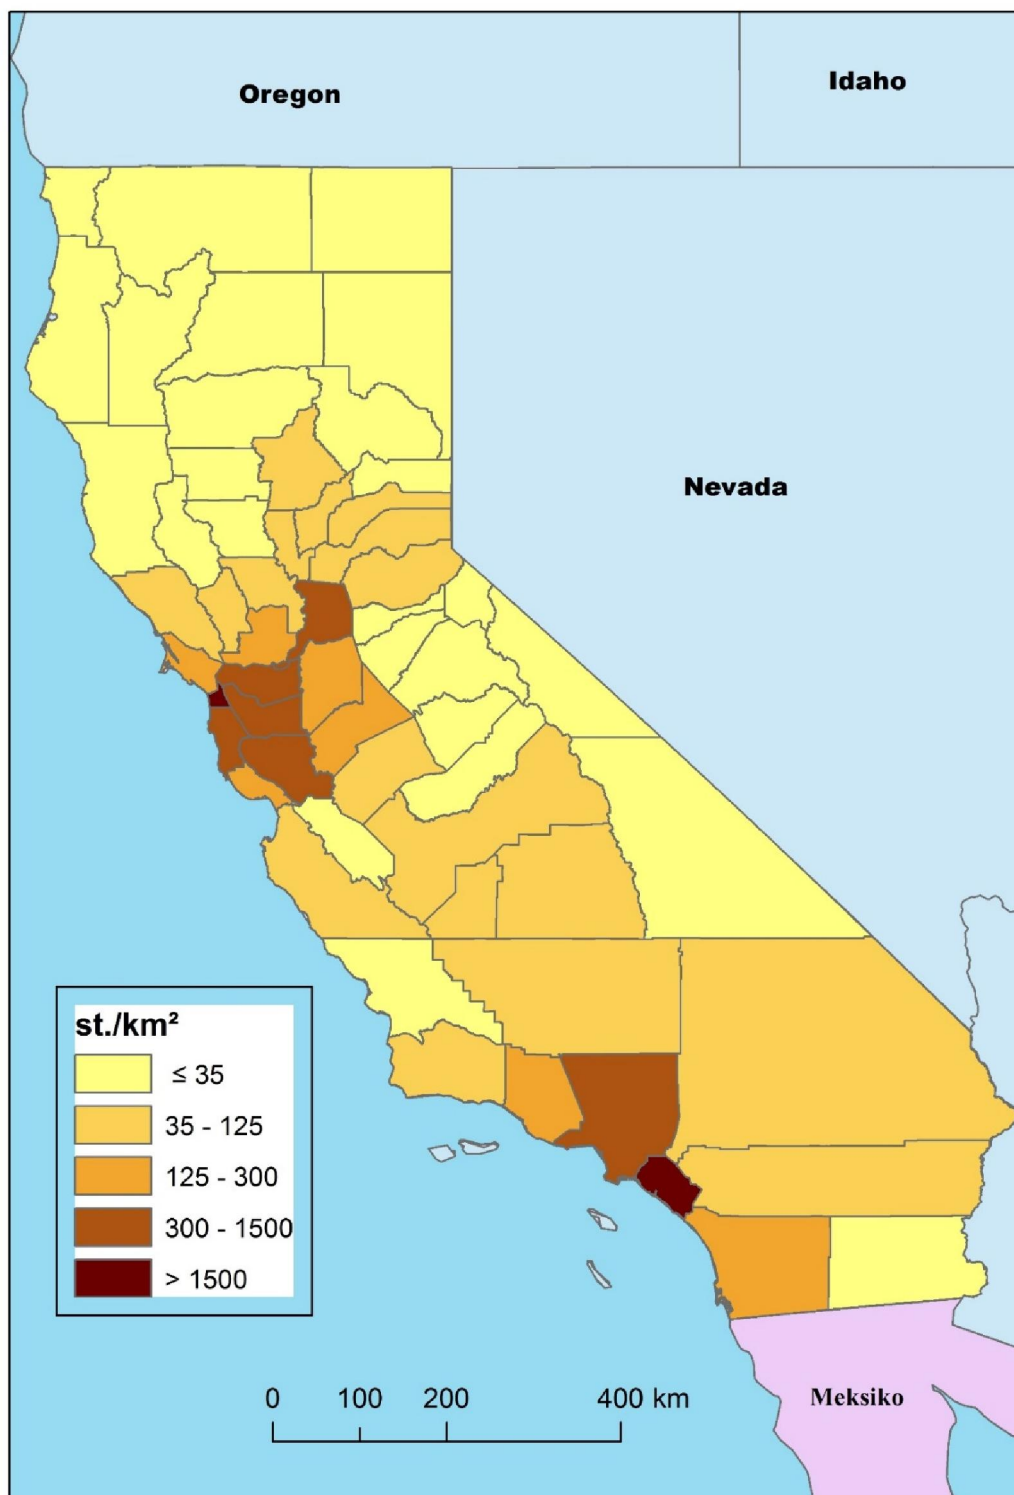 Oregon
Idaho
Nevada
st./km²
≤ 35
35 - 125
125 - 300
300 - 1500
> 1500
0 100 200 400 km
Meksiko